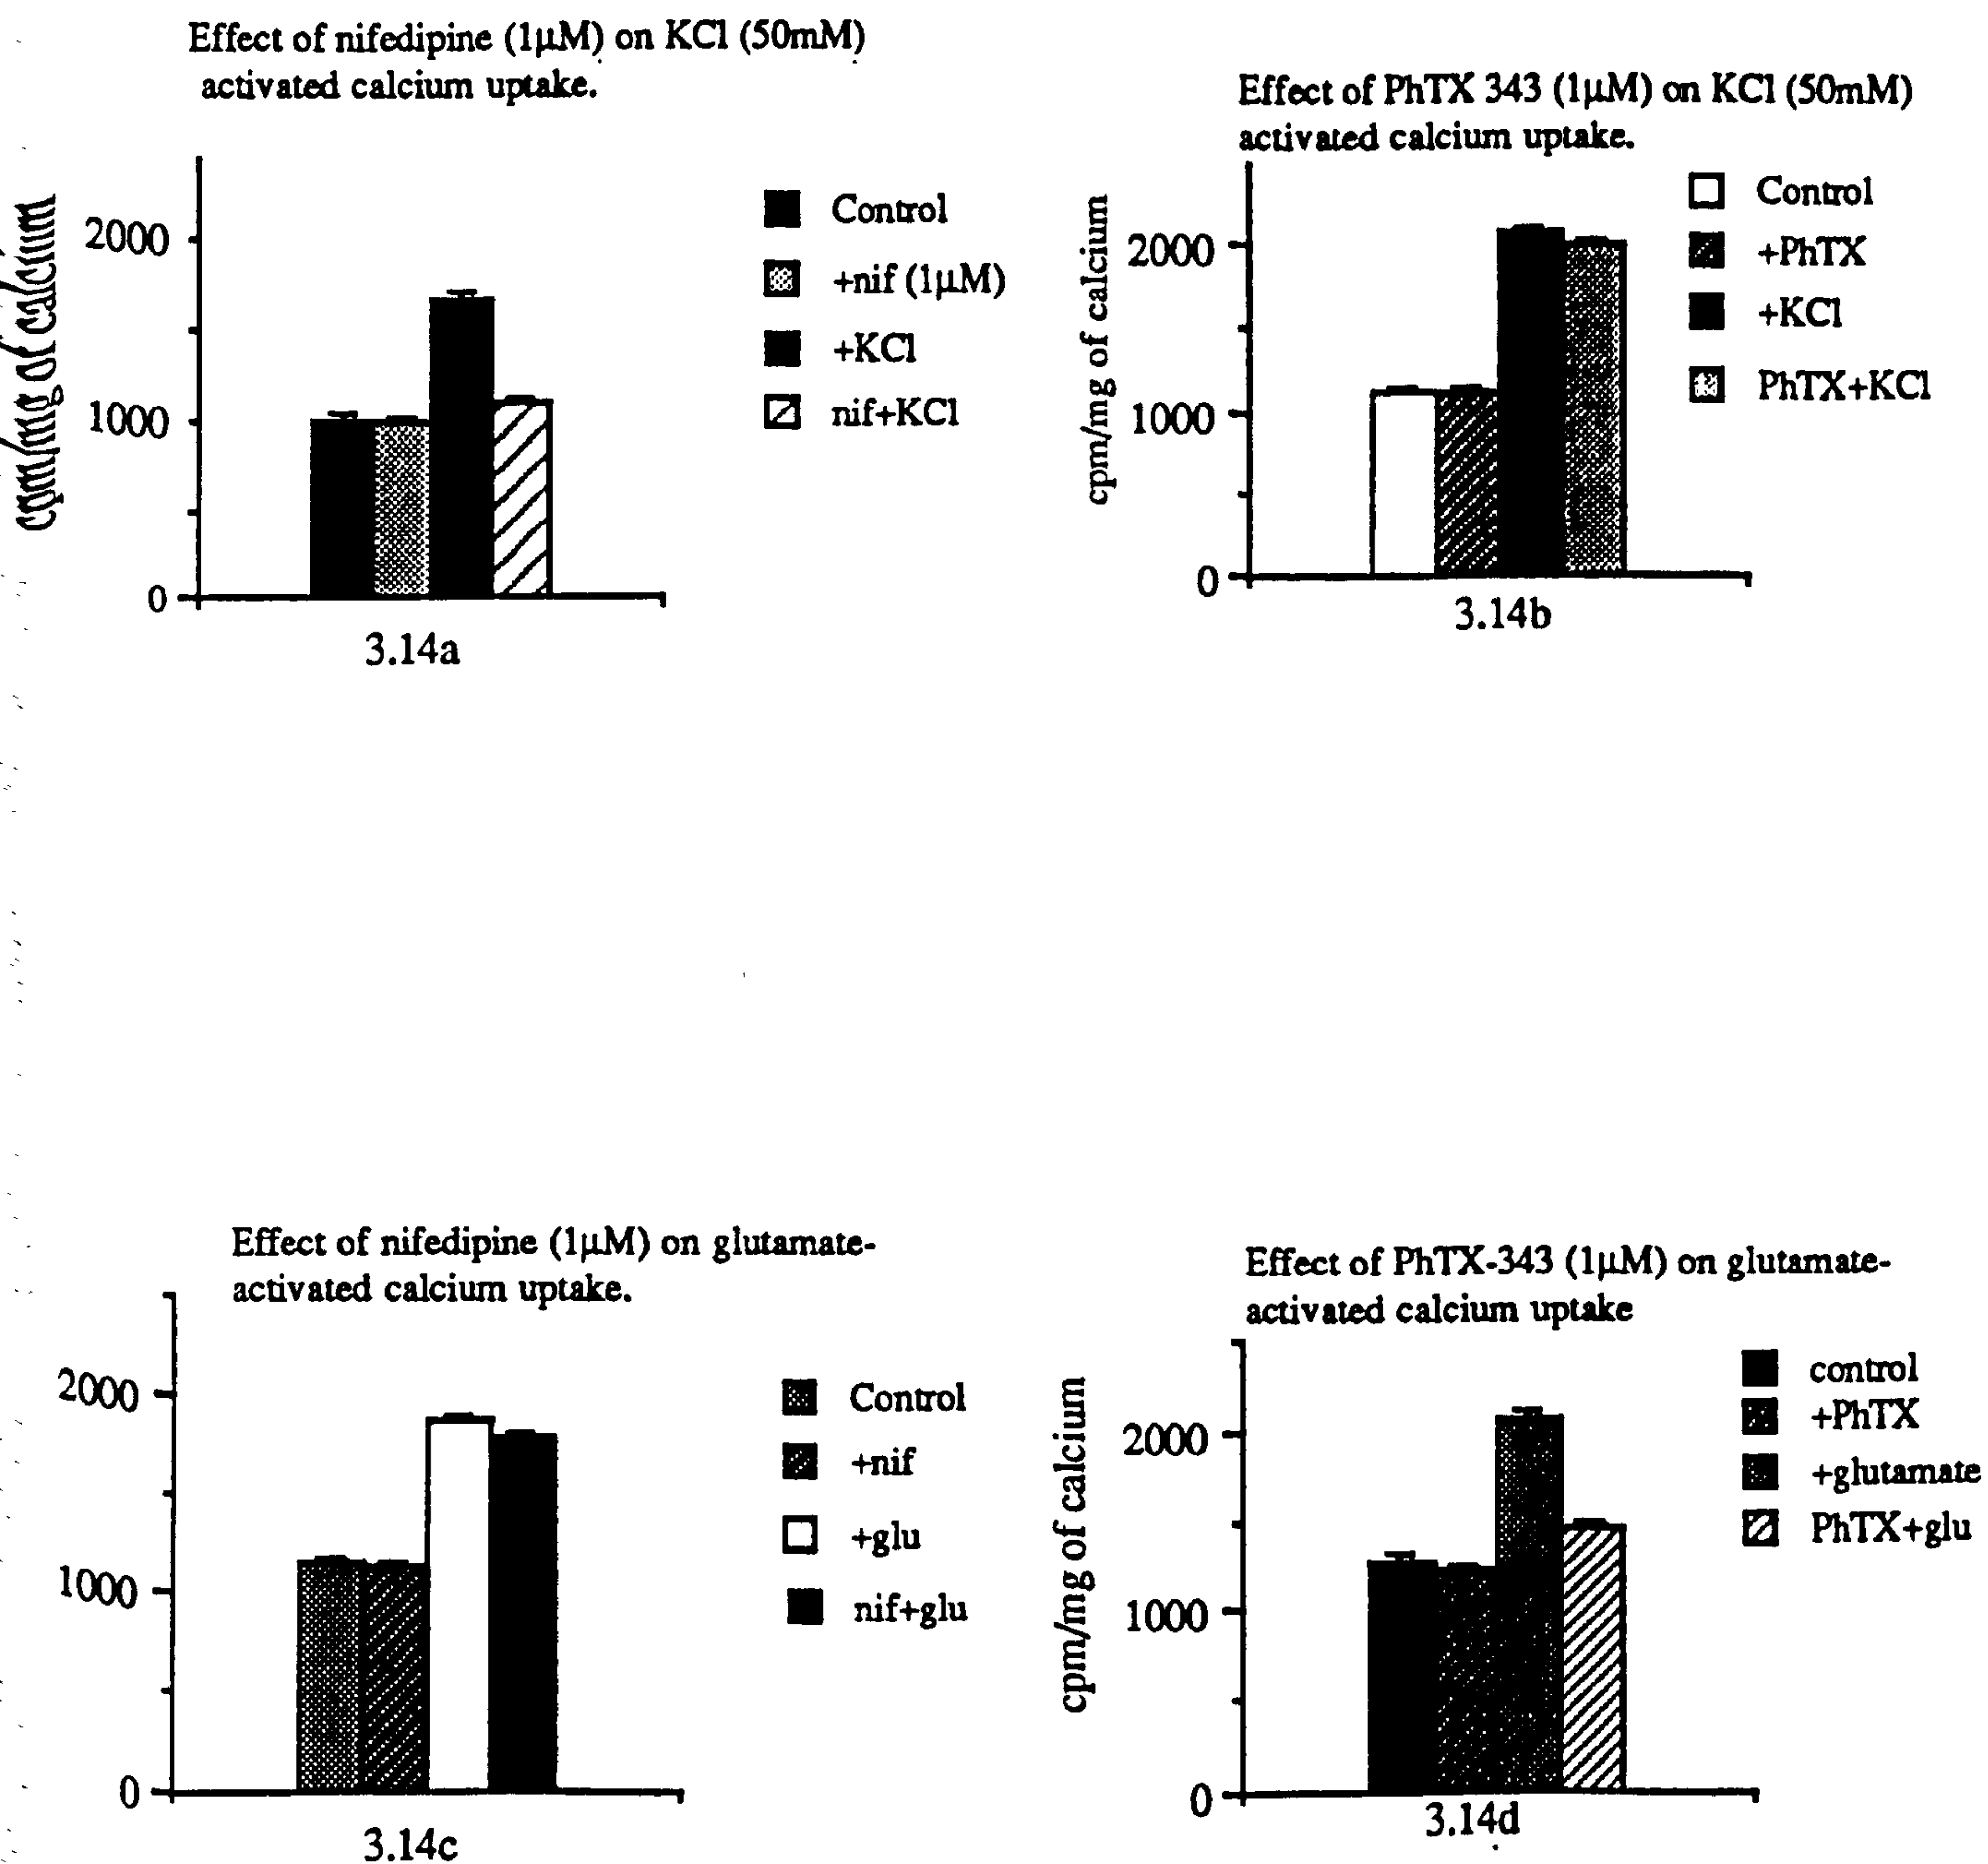 Effect of nifedipine (1μM) on KCl (50mM)
activated calcium uptake.
cpm/mg of calcium
2000
1000
0
Control
+nif (1μM)
+KCl
nif+KCl
3.14a
Effect of PhTX 343 (1μM) on KCl (50mM)
activated calcium uptake.
cpm/mg of calcium
2000
1000
0
Control
+PhTX
+KCl
PhTX+KCl
3.14b
Effect of nifedipine (1μM) on glutamate-
activated calcium uptake.
2000
1000
0
Control
+nif
+glu
nif+glu
3.14c
Effect of PhTX-343 (1μM) on glutamate-
activated calcium uptake
cpm/mg of calcium
2000
1000
0
control
+PhTX
+glutamate
PhTX+glu
3.14d